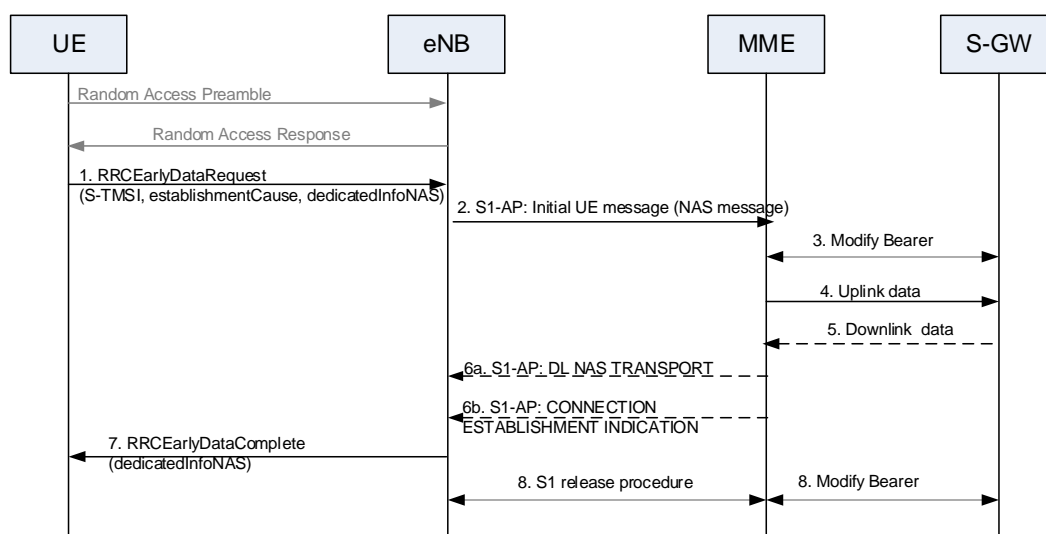 UE
eNB
MME
S-GW
Random Access Preamble
Random Access Response
1. RRCEarlyDataRequest
(S-TMSI, establishmentCause, dedicatedInfoNAS)
2. S1-AP: Initial UE message (NAS message)
3. Modify Bearer
4. Uplink data
5. Downlink data
6a. S1-AP: DL NAS TRANSPORT
6b. S1-AP: CONNECTION
ESTABLISHMENT INDICATION
7. RRCEarlyDataComplete
(dedicatedInfoNAS)
8. S1 release procedure
8. Modify Bearer